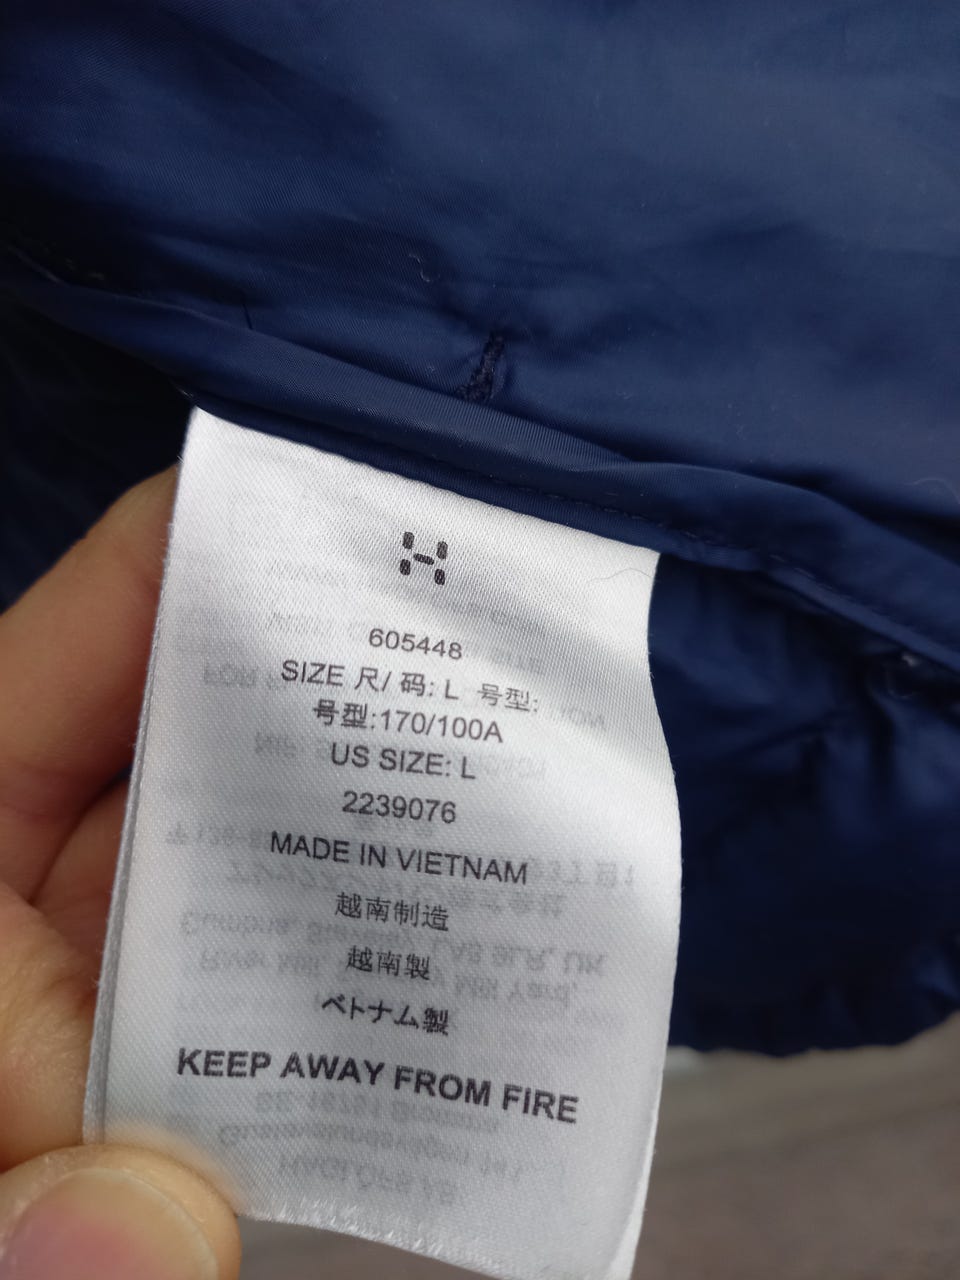 605448
SIZE 尺/ 码: L 号型:
号型:170/100A
US SIZE: L
2239076
MADE IN VIETNAM
越南制造
越南製
ベトナム製
KEEP AWAY FROM FIRE